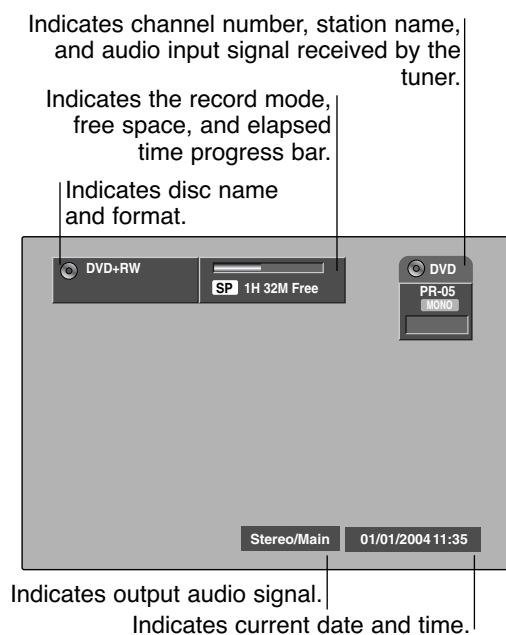 Indicates channel number, station name,
and audio input signal received by the
tuner.
Indicates the record mode,
free space, and elapsed
time progress bar.
Indicates disc name
and format.
DVD+RW
SP 1H 32M Free
DVD
PR-05
MONO
Stereo/Main
01/01/2004 11:35
Indicates output audio signal.
Indicates current date and time.